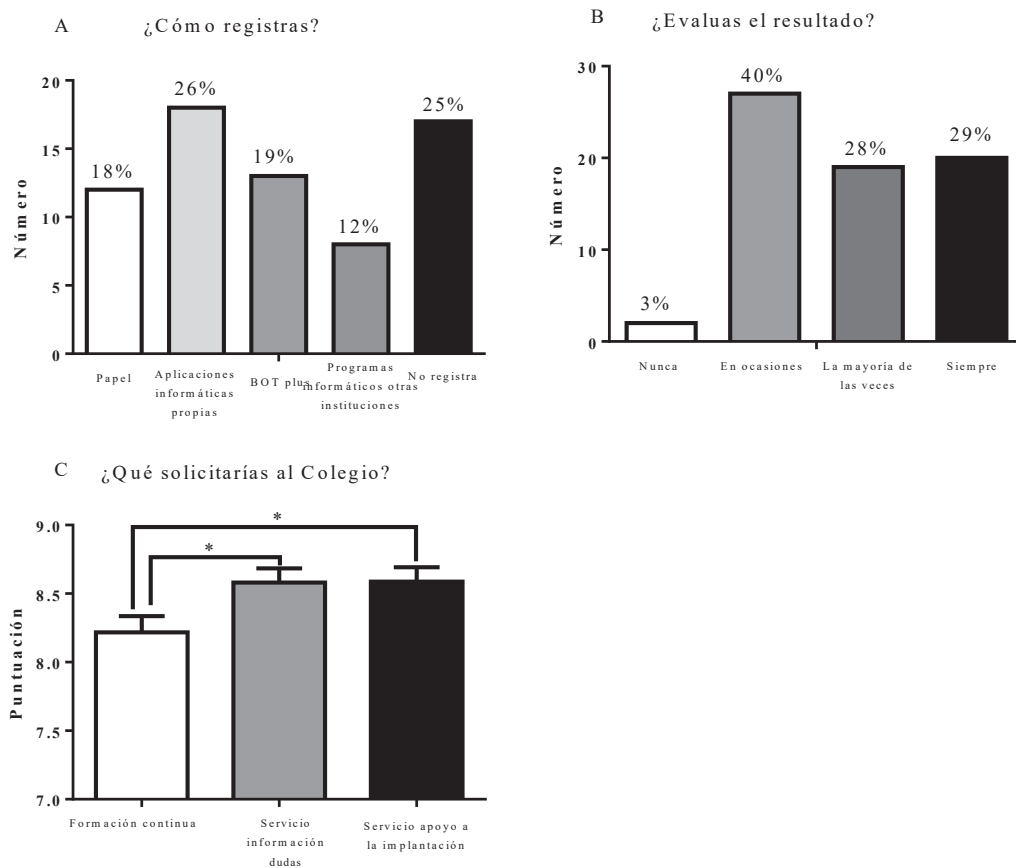 A
¿Cómo registras?
20
15
10
5
0
Número
18%
26%
19%
12%
25%
Papel
Aplicaciones
informáticas
propias
BOT plus
Programas
informáticos otras
instituciones
No registra
B
¿Evaluas el resultado?
30
20
10
0
Número
3%
40%
28%
29%
Nunca
En ocasiones
La mayoría de
las veces
Siempre
C
¿Qué solicitarías al Colegio?
9.0
8.5
8.0
7.5
7.0
Puntuación
*
*
Formación continua
Servicio
información
dudas
Servicio apoyo a
la implantación